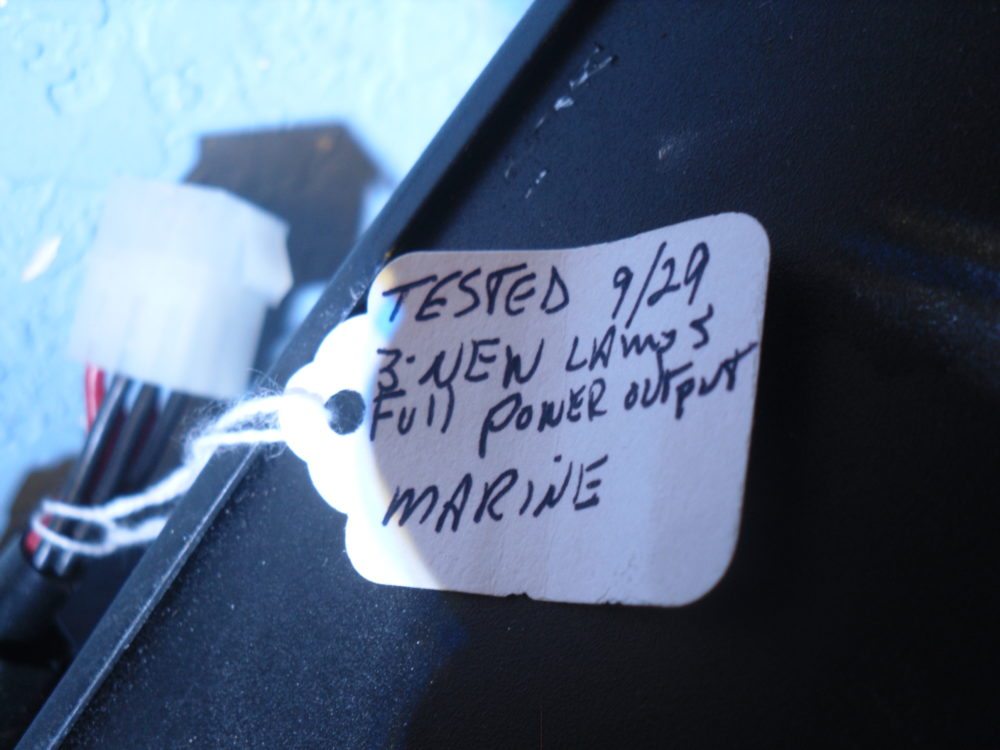 TESTED 9/29
3-NEW LAmpS
Full POWER OUTPUT
MARiNE